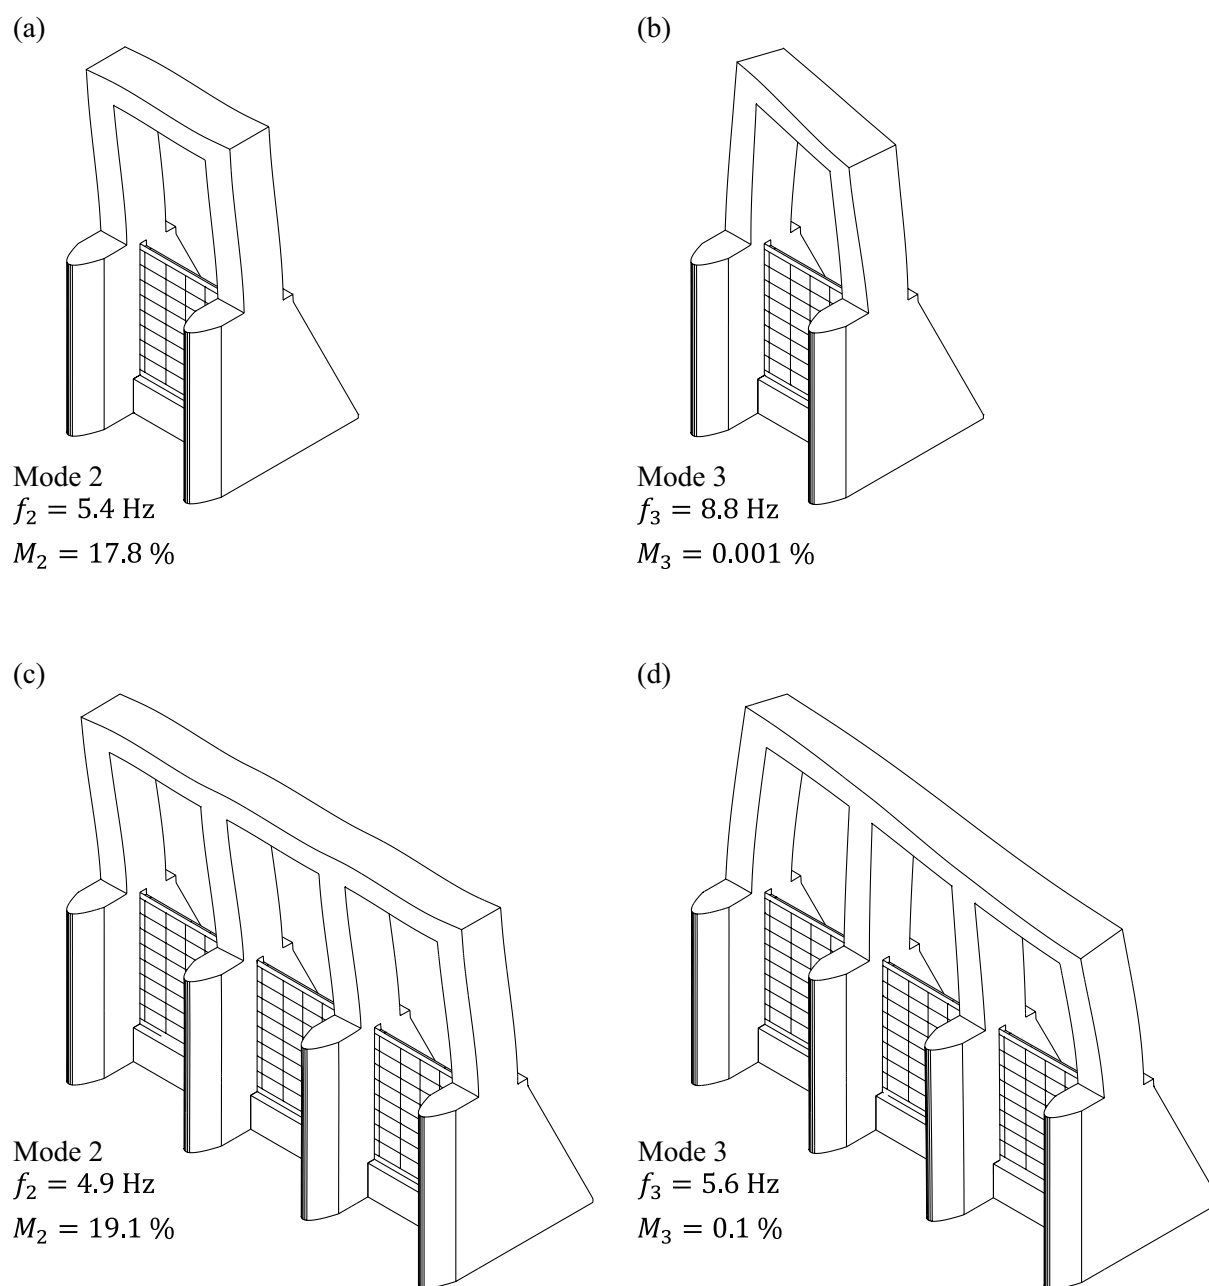 (a)
(b)
Mode 2
f₂ = 5.4 Hz
M₂ = 17.8 %
Mode 3
f₃ = 8.8 Hz
M₃ = 0.001 %
(c)
(d)
Mode 2
f₂ = 4.9 Hz
M₂ = 19.1 %
Mode 3
f₃ = 5.6 Hz
M₃ = 0.1 %